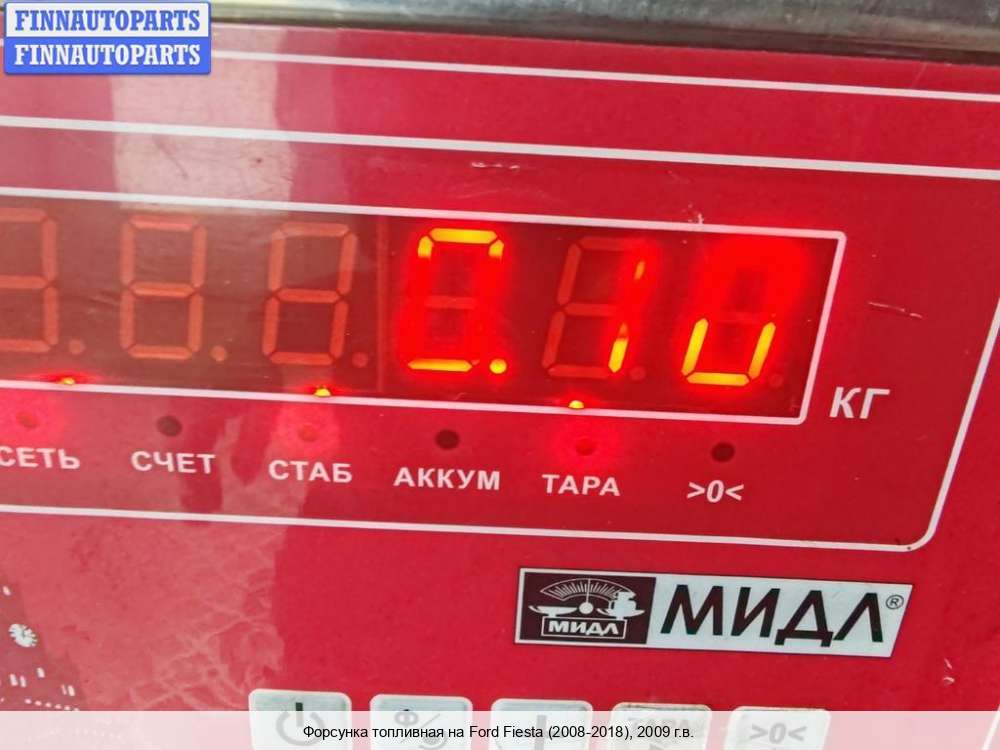 FINNAUTOPARTS
FINNAUTOPARTS
КГ
СЕТЬ СЧЕТ СТАБ АККУМ ТАРА >0<
МИДЛ МИДЛ®
ТАРА >0<
Форсунка топливная на Ford Fiesta (2008-2018), 2009 г.в.